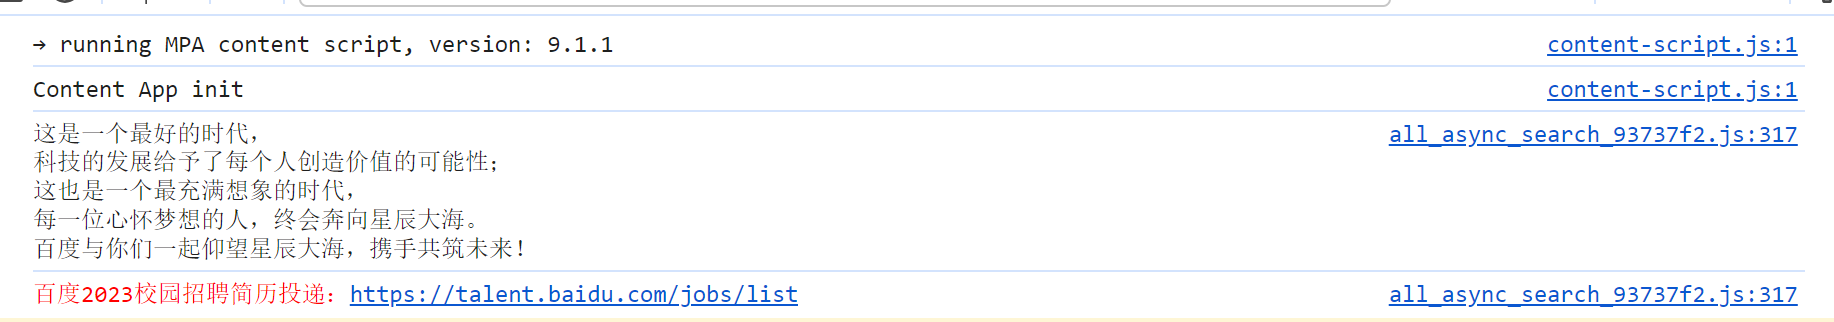 → running MPA content script, version: 9.1.1 content-script.js:1
Content App init content-script.js:1
这是一个最好的时代， all_async_search_93737f2.js:317
科技的发展给予了每个人创造价值的可能性；
这也是一个最充满想象的时代，
每一位心怀梦想的人，终会奔向星辰大海。
百度与你们一起仰望星辰大海，携手共筑未来！
百度2023校园招聘简历投递：https://talent.baidu.com/jobs/list all_async_search_93737f2.js:317